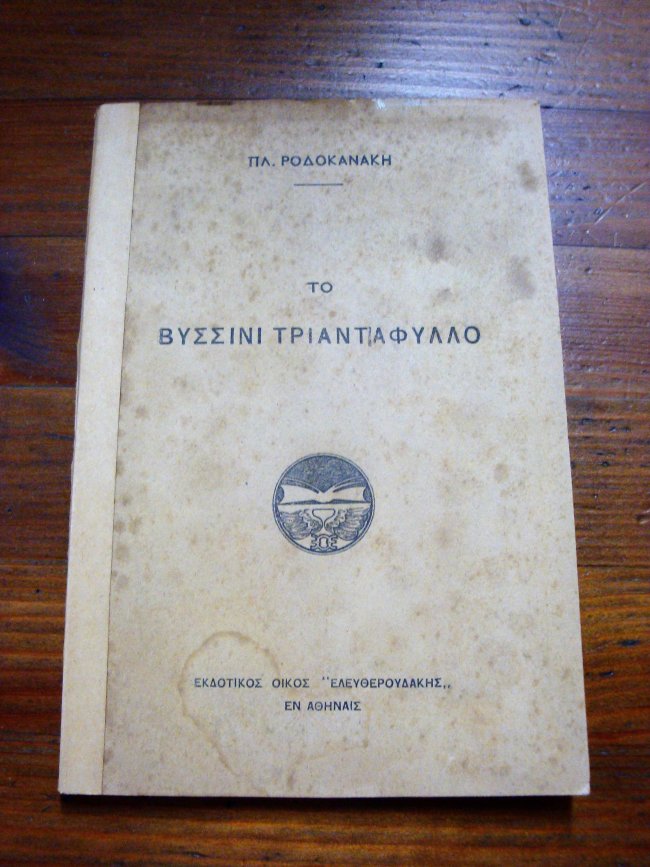 ΠΛ. ΡΟΔΟΚΑΝΑΚΗ
ΤΟ
ΒΥΣΣΙΝΙ ΤΡΙΑΝΤΑΦΥΛΛΟ
ΕΚΔΟΤΙΚΟΣ ΟΙΚΟΣ "ΕΛΕΥΘΕΡΟΥΔΑΚΗΣ,,
ΕΝ ΑΘΗΝΑΙΣ